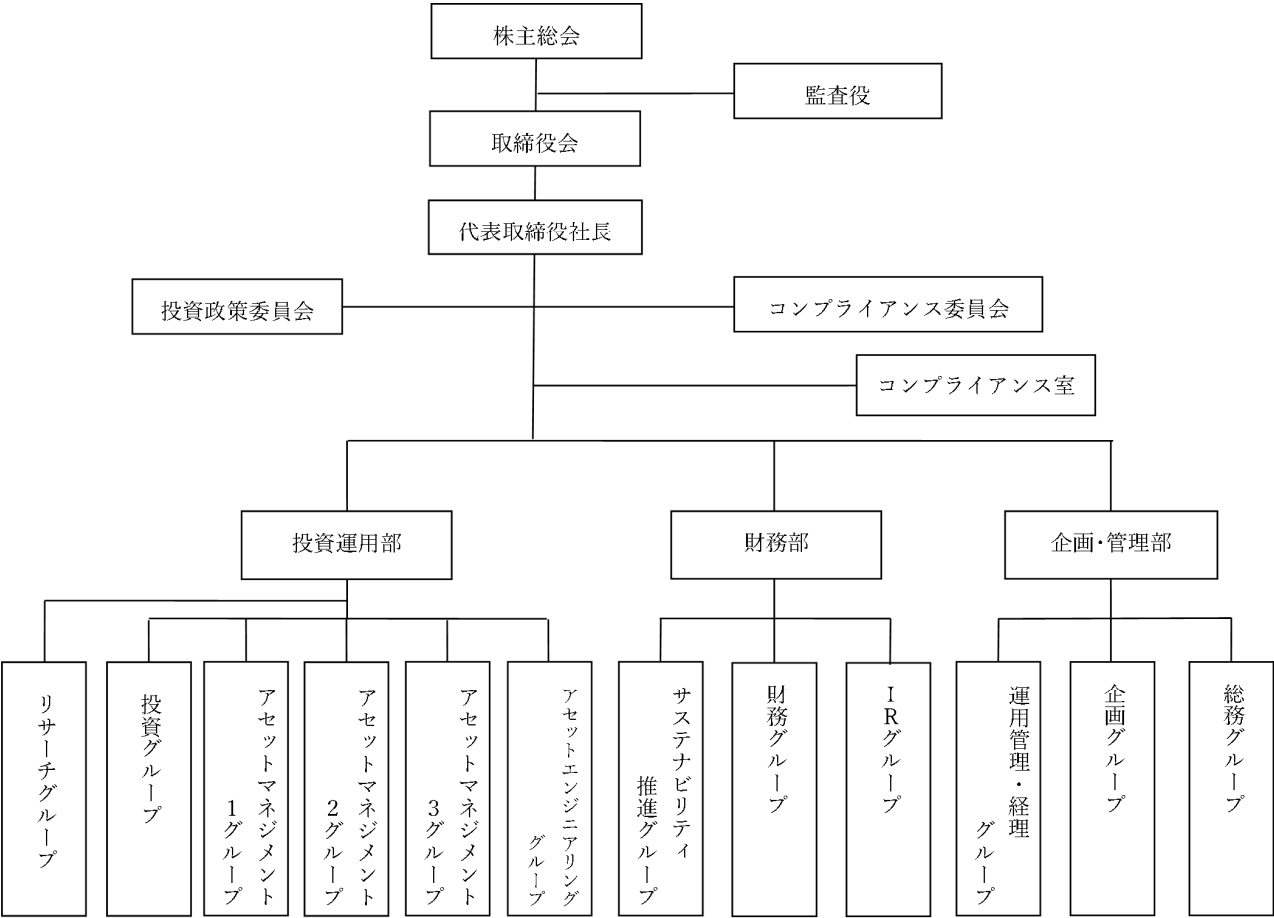 株主総会
監査役
取締役会
代表取締役社長
投資政策委員会
コンプライアンス委員会
コンプライアンス室
投資運用部
財務部
企画・管理部
リサーチグループ
投資グループ
アセットマネジメント
1グループ
アセットマネジメント
2グループ
アセットマネジメント
3グループ
アセットエンジニアリング
グループ
サステナビリティ
推進グループ
財務グループ
IRグループ
運用管理・経理
グループ
企画グループ
総務グループ